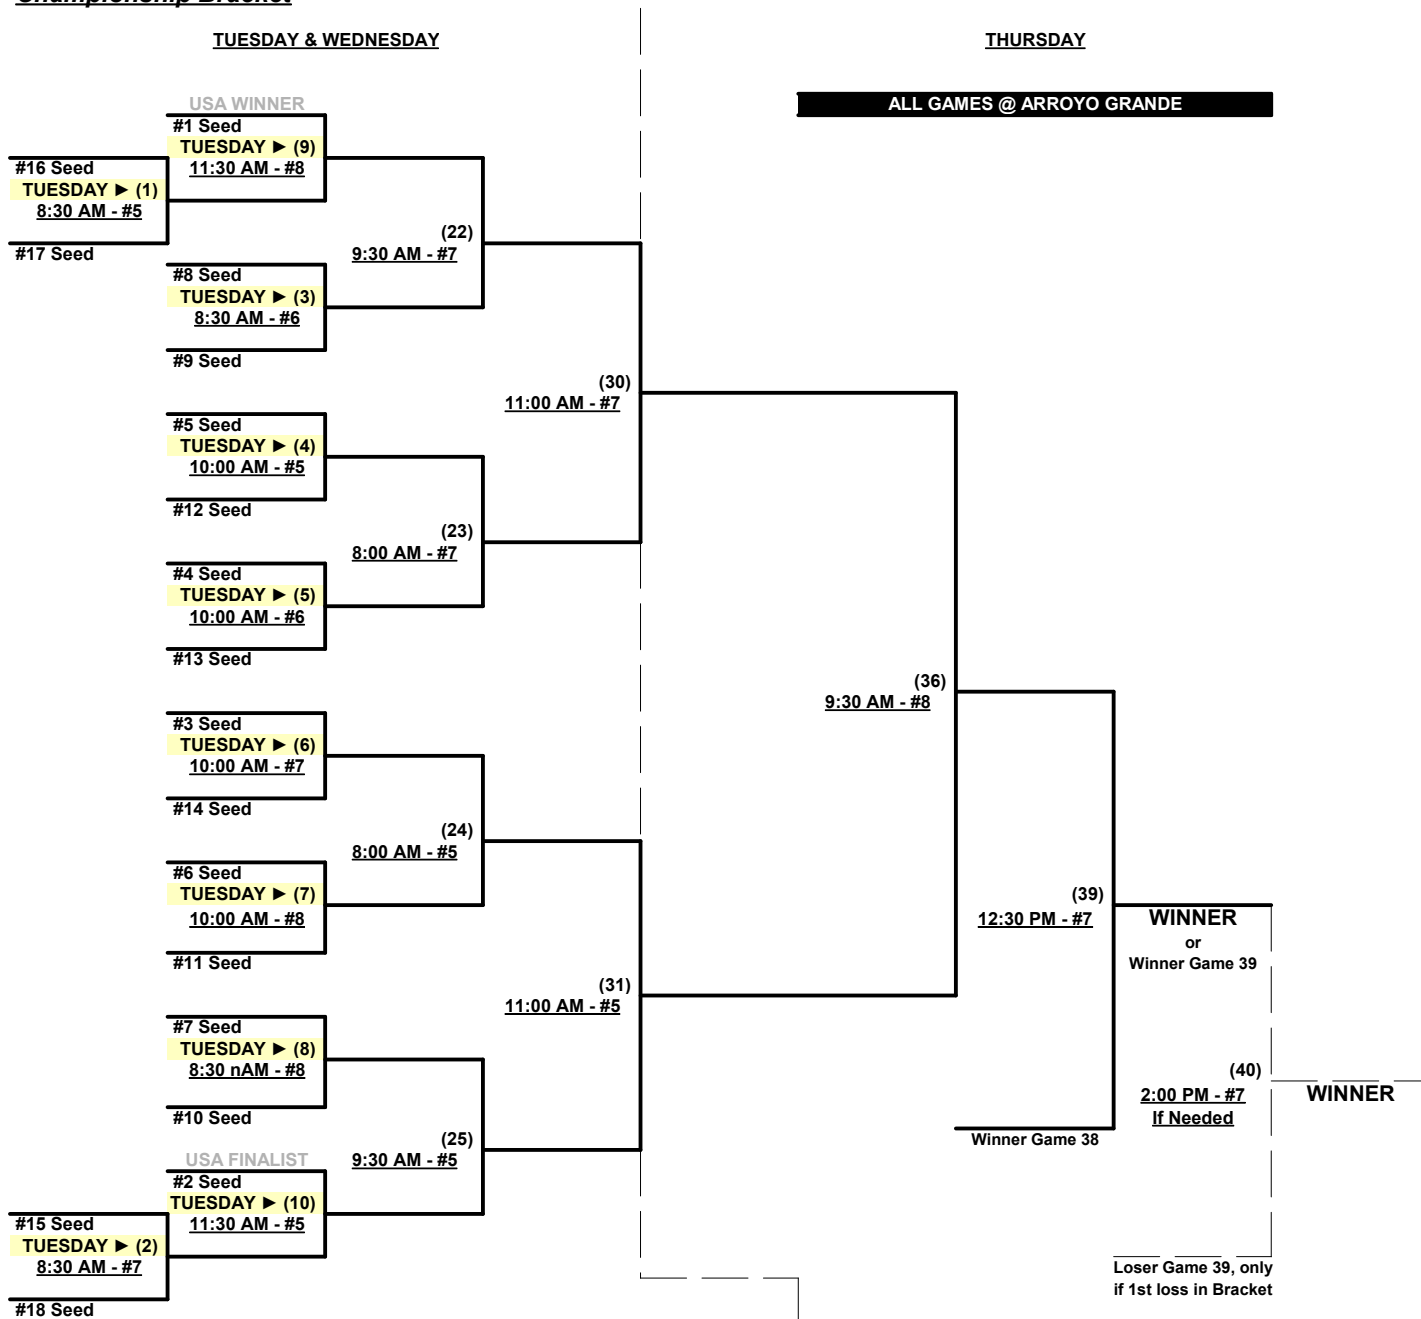 Championship Bracket
TUESDAY & WEDNESDAY
THURSDAY
ALL GAMES @ ARROYO GRANDE
USA WINNER
#1 Seed
TUESDAY ► (9)
11:30 AM - #8
#16 Seed
TUESDAY ► (1)
8:30 AM - #5
#17 Seed
(22)
9:30 AM - #7
#8 Seed
TUESDAY ► (3)
8:30 AM - #6
#9 Seed
(30)
11:00 AM - #7
#5 Seed
TUESDAY ► (4)
10:00 AM - #5
#12 Seed
(23)
8:00 AM - #7
#4 Seed
TUESDAY ► (5)
10:00 AM - #6
#13 Seed
(36)
9:30 AM - #8
#3 Seed
TUESDAY ► (6)
10:00 AM - #7
#14 Seed
(24)
8:00 AM - #5
#6 Seed
TUESDAY ► (7)
10:00 AM - #8
#11 Seed
(39)
12:30 PM - #7
WINNER
or
Winner Game 39
(31)
11:00 AM - #5
#7 Seed
TUESDAY ► (8)
8:30 nAM - #8
#10 Seed
(40)
2:00 PM - #7
If Needed
WINNER
Winner Game 38
(25)
9:30 AM - #5
USA FINALIST
#2 Seed
TUESDAY ► (10)
11:30 AM - #5
#15 Seed
TUESDAY ► (2)
8:30 AM - #7
#18 Seed
Loser Game 39, only
if 1st loss in Bracket